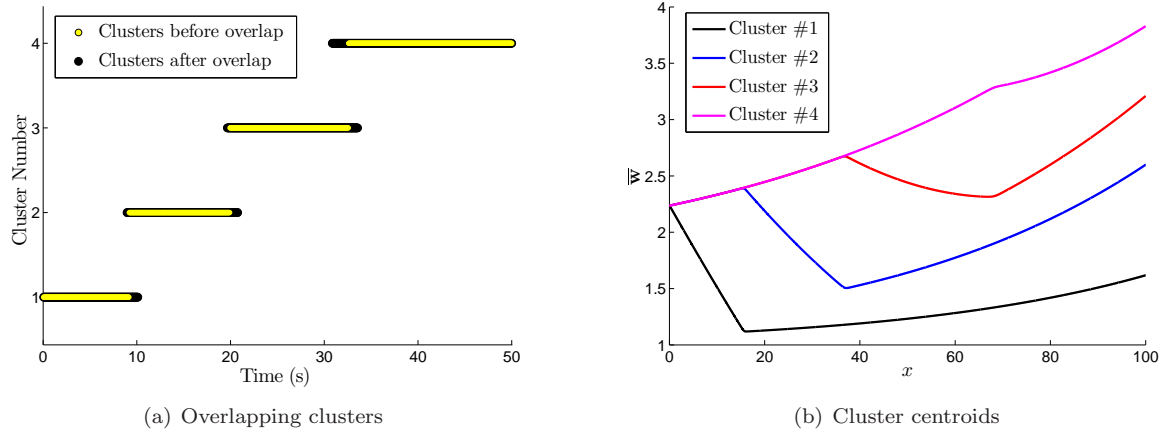 Clusters before overlap
Clusters after overlap
4
3
2
1
Cluster Number
0
10
20
30
40
50
Time (s)
(a) Overlapping clusters
Cluster #1
Cluster #2
Cluster #3
Cluster #4
4
3.5
3
2.5
2
1.5
1
w̅
0
20
40
60
80
100
x
(b) Cluster centroids